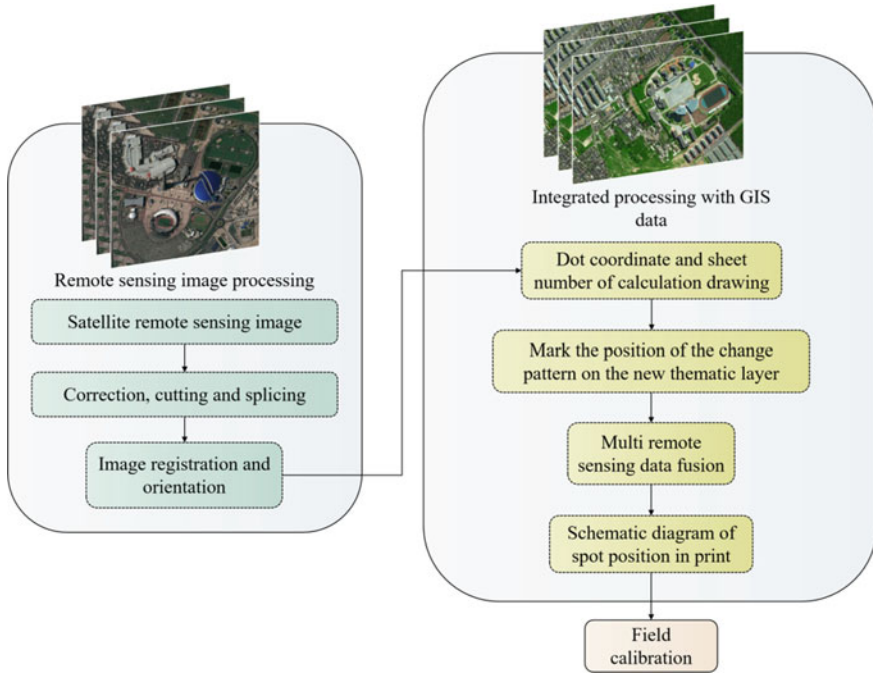 Remote sensing image processing
Satellite remote sensing image
Correction, cutting and splicing
Image registration and
orientation
Integrated processing with GIS
data
Dot coordinate and sheet
number of calculation drawing
Mark the position of the change
pattern on the new thematic layer
Multi remote
sensing data fusion
Schematic diagram of
spot position in print
Field
calibration